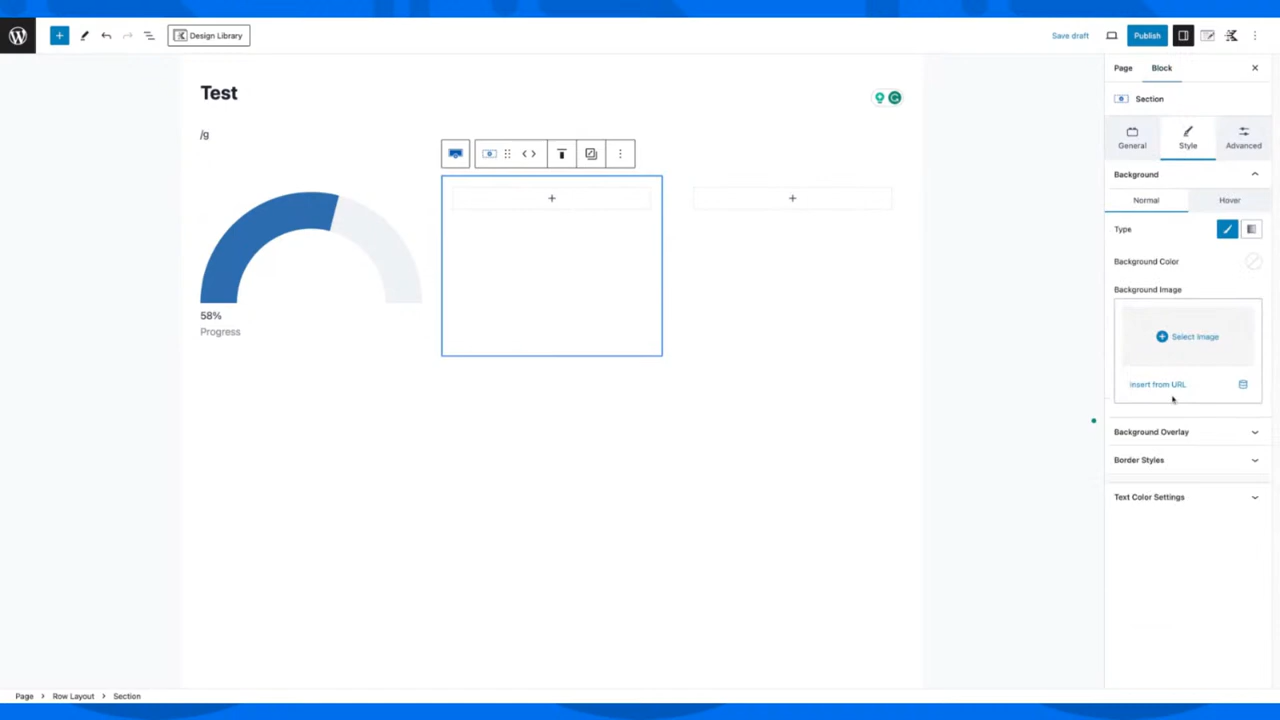 Design Library
Save draft
Publish
Page
Block
Section
General
Style
Advanced
Background
Normal
Hover
Type
Background Color
Background Image
Select Image
Insert from URL
Background Overlay
Border Styles
Text Color Settings
Test
/g
58%
Progress
Page > Row Layout > Section